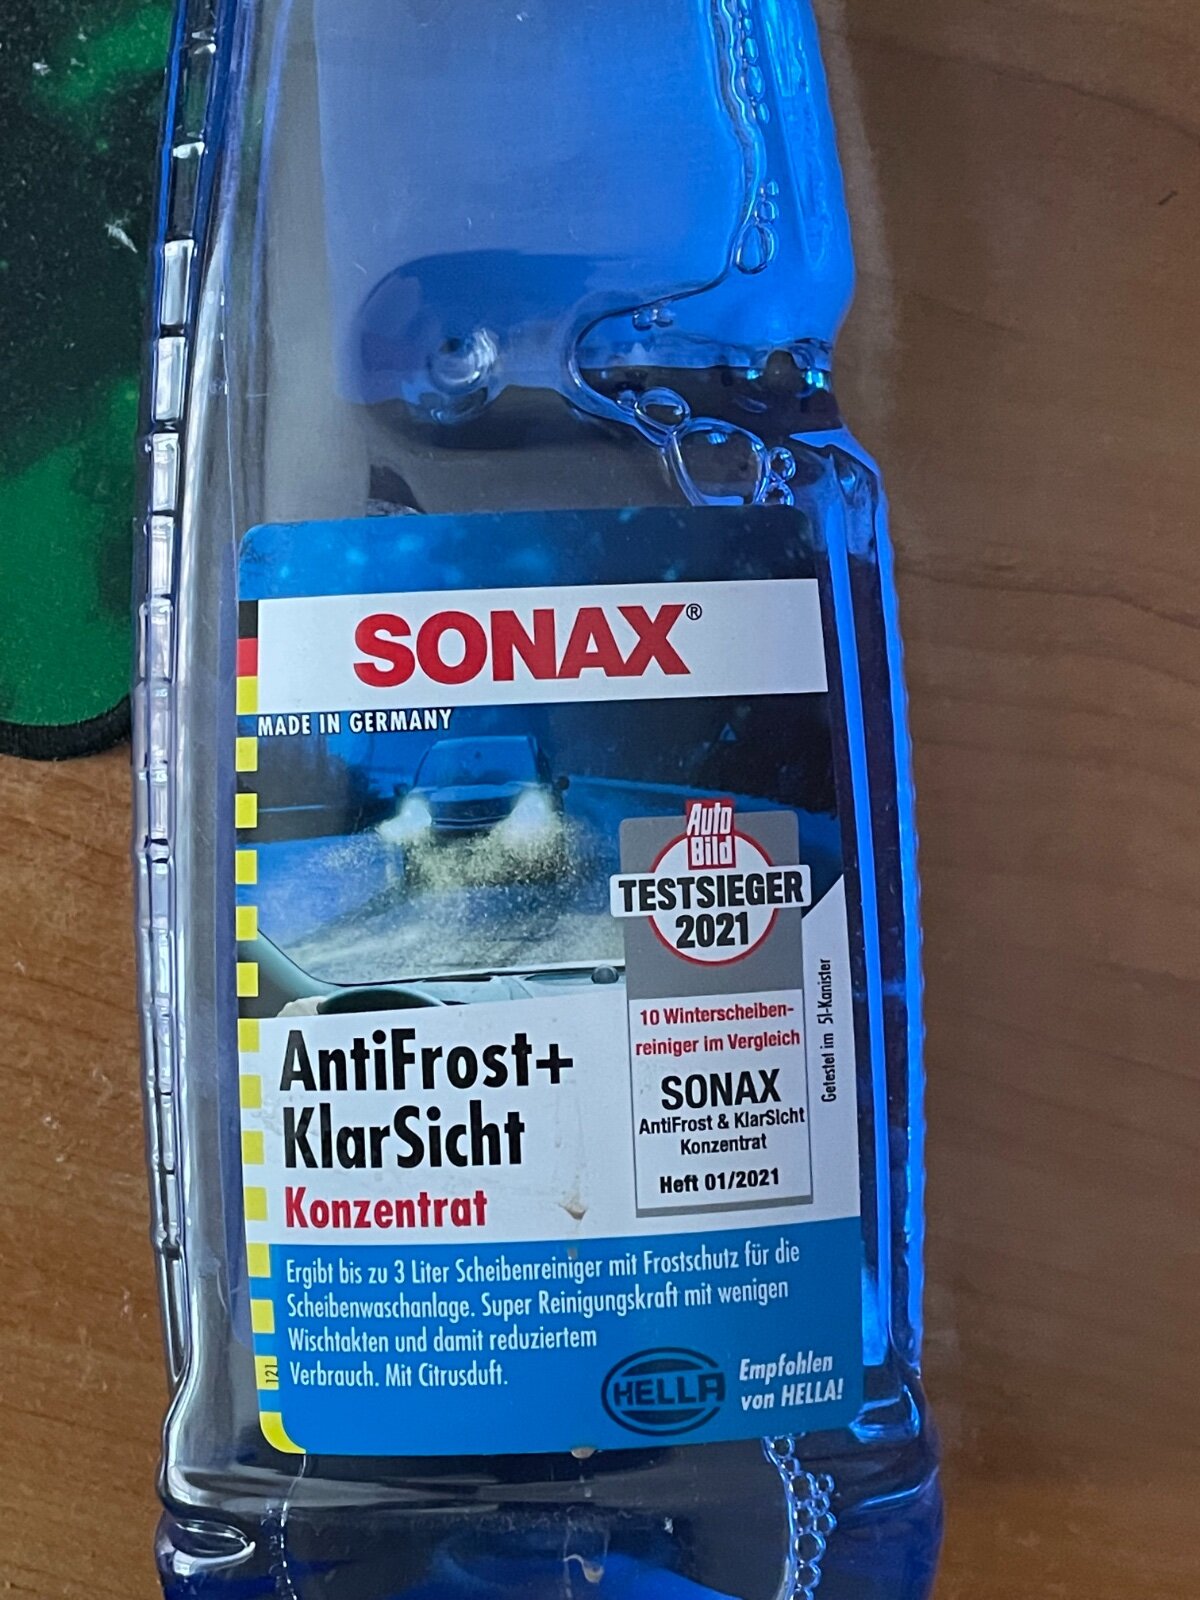 SONAX®
MADE IN GERMANY
Auto
Bild
TESTSIEGER
2021
10 Winterscheiben-
reiniger im Vergleich
SONAX
AntiFrost & KlarSicht
Konzentrat
Heft 01/2021
Getestet im 5l-Kanister
AntiFrost+
KlarSicht
Konzentrat
Ergibt bis zu 3 Liter Scheibenreiniger mit Frostschutz für die
Scheibenwaschanlage. Super Reinigungskraft mit wenigen
Wischtakten und damit reduziertem
Verbrauch. Mit Citrusduft.
121
HELLA
Empfohlen
von HELLA!